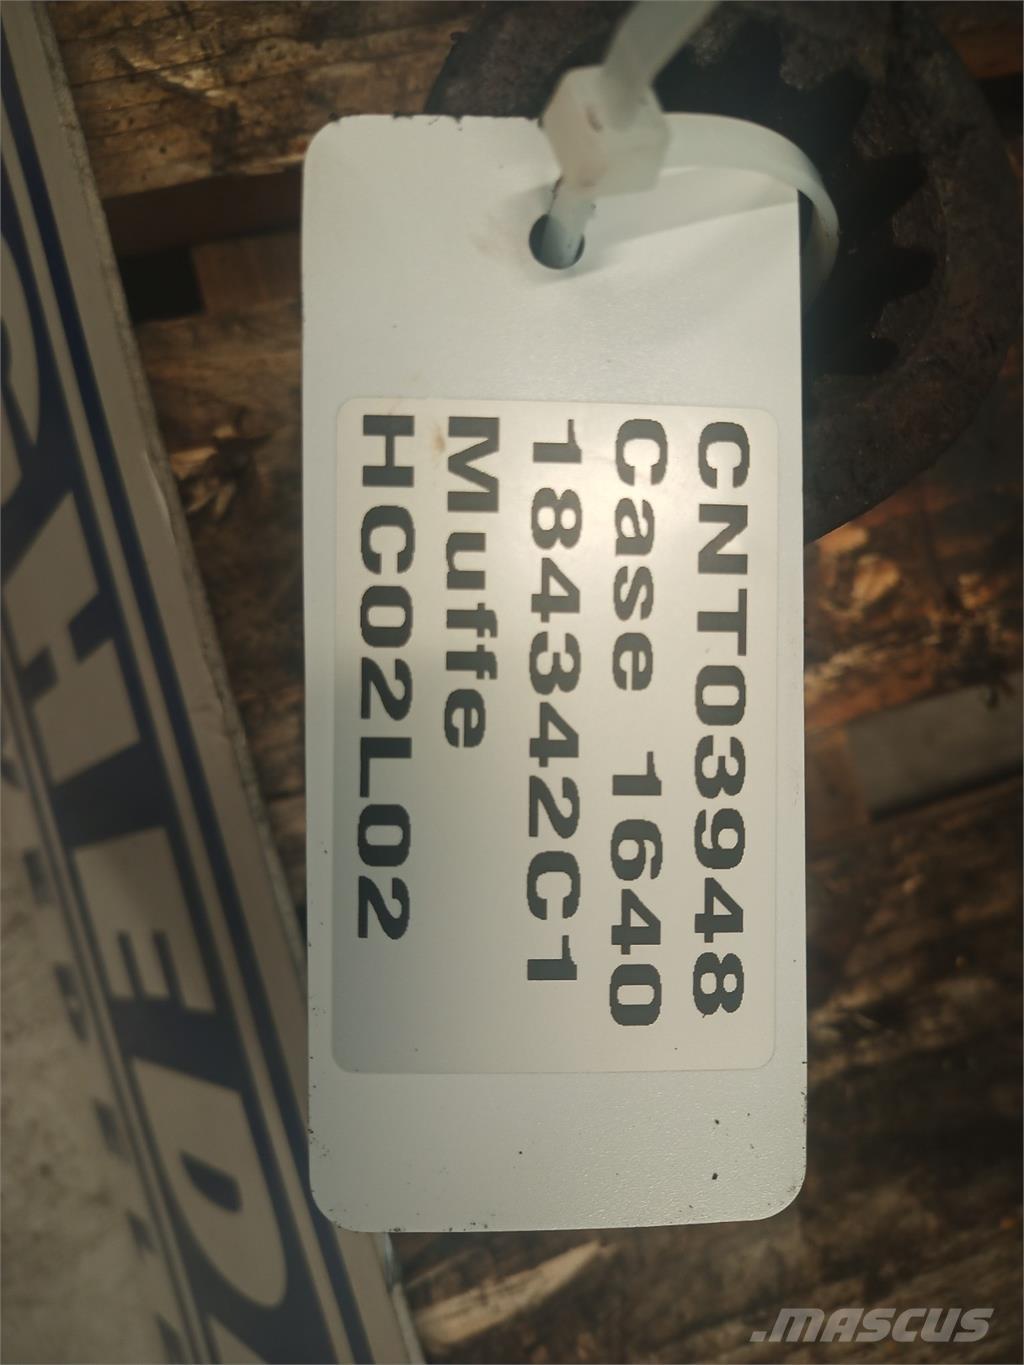 CNT03948
Case 1640
184342C1
Muffe
HC02L02
.MASCUS